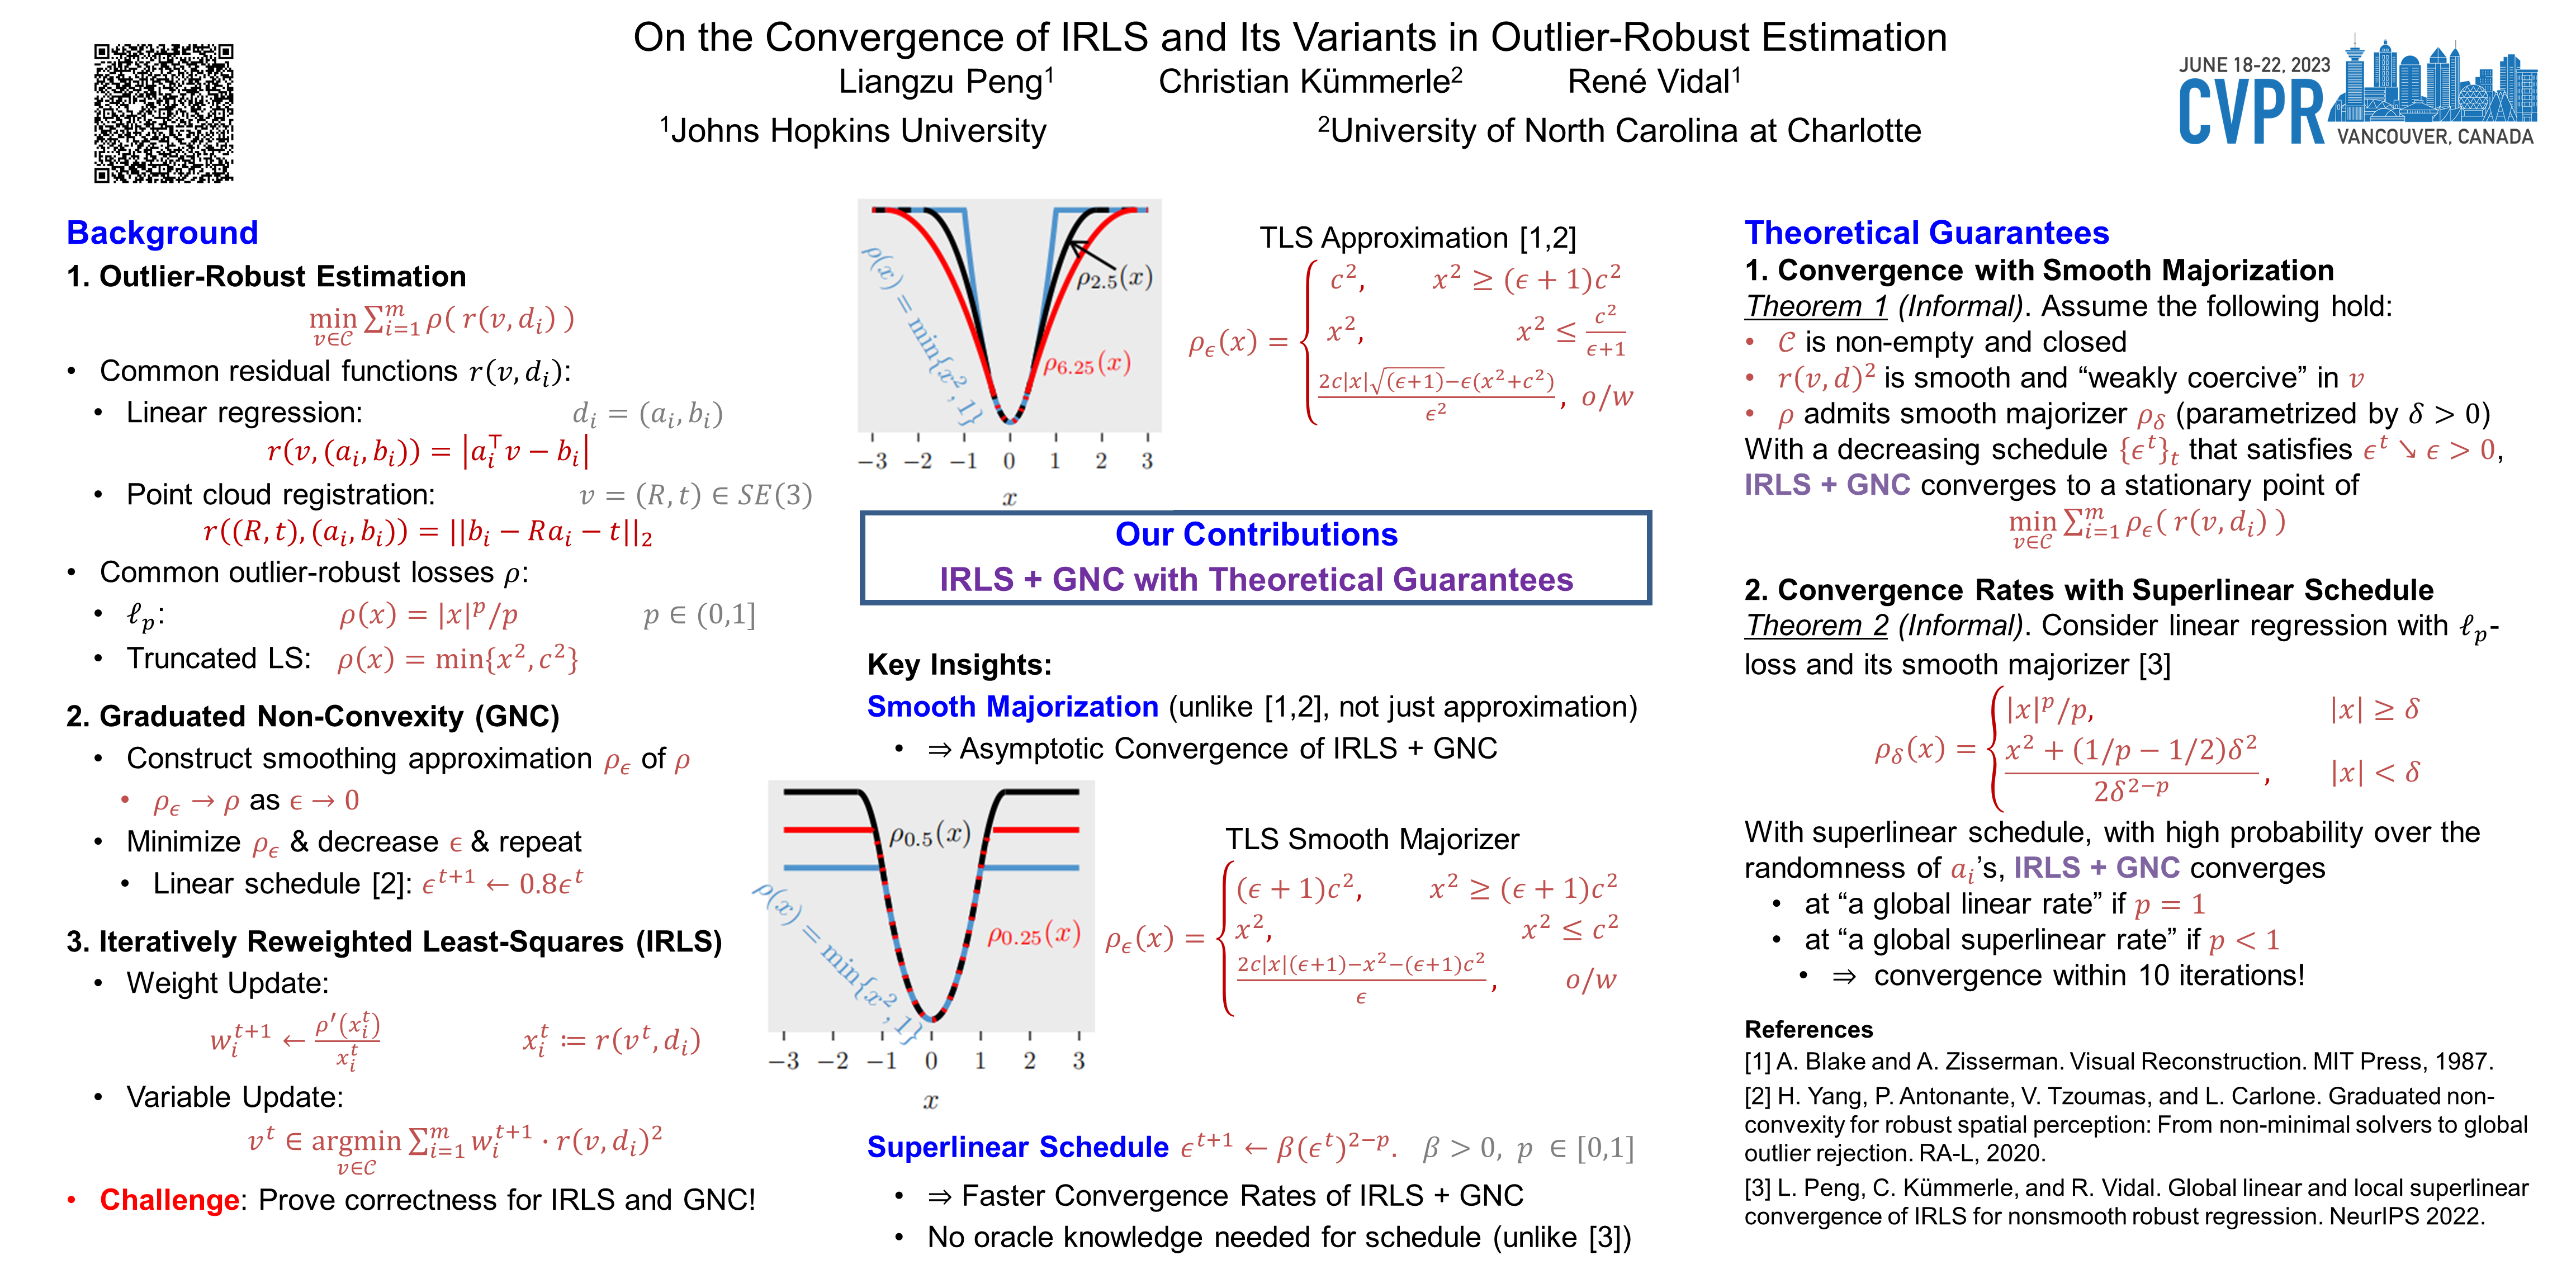 On the Convergence of IRLS and Its Variants in Outlier-Robust Estimation
Liangzu Peng¹ Christian Kümmerle² René Vidal¹
¹Johns Hopkins University ²University of North Carolina at Charlotte
JUNE 18-22, 2023
CVPR
VANCOUVER, CANADA
Background
1. Outlier-Robust Estimation
min_{v∈𝒞} ∑_{i=1}^{m} ρ( r(v, d_i) )
• Common residual functions r(v, d_i):
• Linear regression: d_i = (a_i, b_i)
r(v, (a_i, b_i)) = |a_i^⊤ v − b_i|
• Point cloud registration: v = (R, t) ∈ SE(3)
r((R, t), (a_i, b_i)) = ||b_i − Ra_i − t||_2
• Common outlier-robust losses ρ:
• ℓ_p: ρ(x) = |x|^p/p p ∈ (0,1]
• Truncated LS: ρ(x) = min{x², c²}
2. Graduated Non-Convexity (GNC)
• Construct smoothing approximation ρ_ϵ of ρ
• ρ_ϵ → ρ as ϵ → 0
• Minimize ρ_ϵ & decrease ϵ & repeat
• Linear schedule [2]: ϵ^{t+1} ← 0.8ϵ^t
3. Iteratively Reweighted Least-Squares (IRLS)
• Weight Update:
w_i^{t+1} ← ρ′(x_i^t)/x_i^t x_i^t := r(v^t, d_i)
• Variable Update:
v^t ∈ argmin_{v∈𝒞} ∑_{i=1}^{m} w_i^{t+1} · r(v, d_i)²
• Challenge: Prove correctness for IRLS and GNC!
ρ(x) = min{x², 1}
ρ_{2.5}(x)
ρ_{6.25}(x)
−3 −2 −1 0 1 2 3
x
TLS Approximation [1,2]
ρ_ϵ(x) = {
c², x² ≥ (ϵ + 1)c²
x², x² ≤ c²/(ϵ+1)
(2c|x|√(ϵ+1)−ϵ(x²+c²))/ϵ², o/w
Our Contributions
IRLS + GNC with Theoretical Guarantees
Key Insights:
Smooth Majorization (unlike [1,2], not just approximation)
• ⇒ Asymptotic Convergence of IRLS + GNC
ρ_{0.5}(x)
ρ_{0.25}(x)
ρ(x) = min{x², 1}
−3 −2 −1 0 1 2 3
x
TLS Smooth Majorizer
ρ_ϵ(x) = {
(ϵ + 1)c², x² ≥ (ϵ + 1)c²
x², x² ≤ c²
(2c|x|(ϵ+1)−x²−(ϵ+1)c²)/ϵ, o/w
Superlinear Schedule ϵ^{t+1} ← β(ϵ^t)^{2−p}. β > 0, p ∈ [0,1]
• ⇒ Faster Convergence Rates of IRLS + GNC
• No oracle knowledge needed for schedule (unlike [3])
Theoretical Guarantees
1. Convergence with Smooth Majorization
Theorem 1 (Informal). Assume the following hold:
• 𝒞 is non-empty and closed
• r(v, d)² is smooth and “weakly coercive” in v
• ρ admits smooth majorizer ρ_δ (parametrized by δ > 0)
With a decreasing schedule {ϵ^t}_t that satisfies ϵ^t ↘ ϵ > 0,
IRLS + GNC converges to a stationary point of
min_{v∈𝒞} ∑_{i=1}^{m} ρ_ϵ( r(v, d_i) )
2. Convergence Rates with Superlinear Schedule
Theorem 2 (Informal). Consider linear regression with ℓ_p-
loss and its smooth majorizer [3]
ρ_δ(x) = {
|x|^p/p, |x| ≥ δ
(x² + (1/p − 1/2)δ²)/(2δ^{2−p}), |x| < δ
With superlinear schedule, with high probability over the
randomness of a_i’s, IRLS + GNC converges
• at “a global linear rate” if p = 1
• at “a global superlinear rate” if p < 1
• ⇒ convergence within 10 iterations!
References
[1] A. Blake and A. Zisserman. Visual Reconstruction. MIT Press, 1987.
[2] H. Yang, P. Antonante, V. Tzoumas, and L. Carlone. Graduated non-
convexity for robust spatial perception: From non-minimal solvers to global
outlier rejection. RA-L, 2020.
[3] L. Peng, C. Kümmerle, and R. Vidal. Global linear and local superlinear
convergence of IRLS for nonsmooth robust regression. NeurIPS 2022.